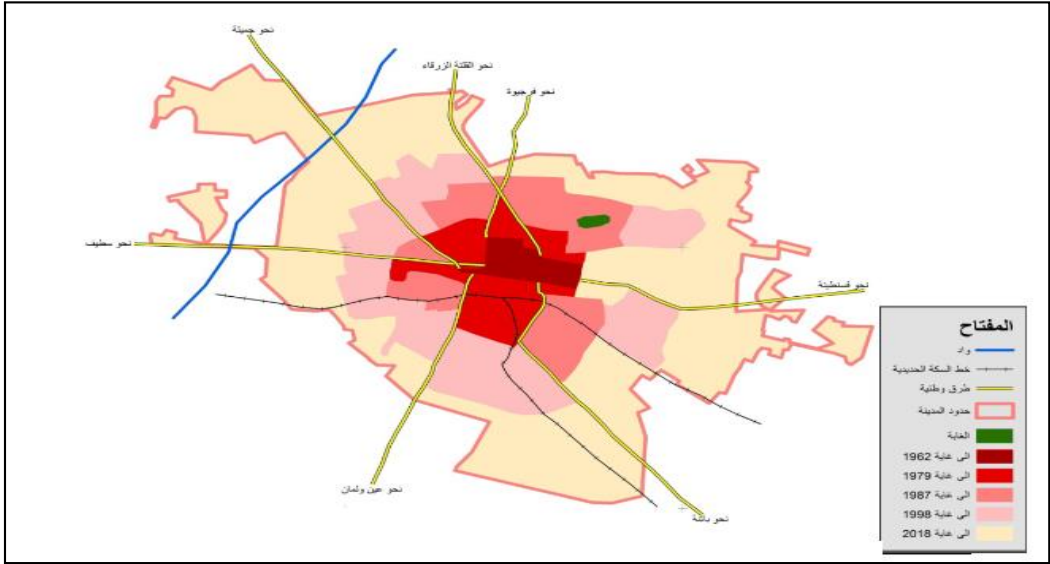 نحو جميلة
نحو القلتة الزرقاء
نحو فرجيوة
نحو سطيف
نحو قسنطينة
نحو عين ولمان
نحو باتنة
المفتاح
واد
خط السكة الحديدية
طرق وطنية
حدود المدينة
الغابة
الى غاية 1962
الى غاية 1979
الى غاية 1987
الى غاية 1998
الى غاية 2018